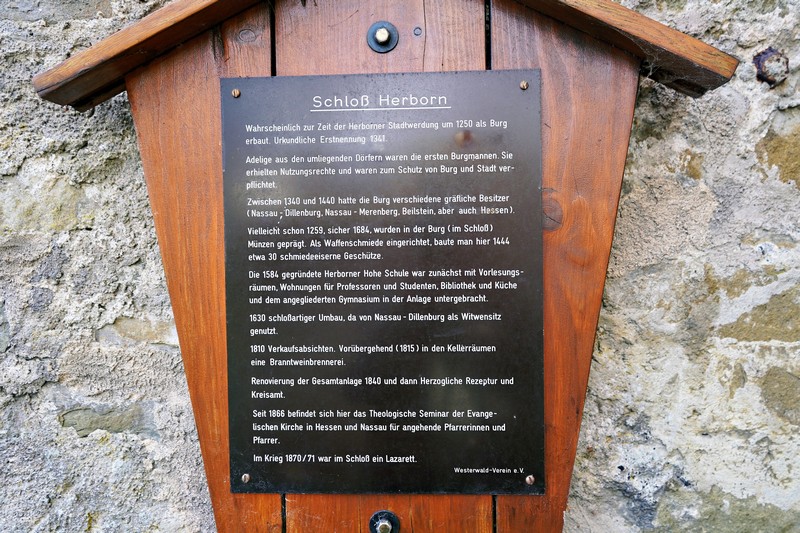 Schloß Herborn
Wahrscheinlich zur Zeit der Herborner Stadtwerdung um 1250 als Burg
erbaut. Urkundliche Erstnennung 1341.
Adelige aus den umliegenden Dörfern waren die ersten Burgmannen. Sie
erhielten Nutzungsrechte und waren zum Schutz von Burg und Stadt ver-
pflichtet.
Zwischen 1340 und 1440 hatte die Burg verschiedene gräfliche Besitzer
(Nassau-Dillenburg, Nassau-Merenberg, Beilstein, aber auch Hessen).
Vielleicht schon 1259, sicher 1684, wurden in der Burg (im Schloß)
Münzen geprägt. Als Waffenschmiede eingerichtet, baute man hier 1444
etwa 30 schmiedeeiserne Geschütze.
Die 1584 gegründete Herborner Hohe Schule war zunächst mit Vorlesungs-
räumen, Wohnungen für Professoren und Studenten, Bibliothek und Küche
und dem angegliederten Gymnasium in der Anlage untergebracht.
1630 schloßartiger Umbau, da von Nassau-Dillenburg als Witwensitz
genutzt.
1810 Verkaufsabsichten. Vorübergehend (1815) in den Kellerräumen
eine Branntweinbrennerei.
Renovierung der Gesamtanlage 1840 und dann Herzogliche Rezeptur und
Kreisamt.
Seit 1866 befindet sich hier das Theologische Seminar der Evange-
lischen Kirche in Hessen und Nassau für angehende Pfarrerinnen und
Pfarrer.
Im Krieg 1870/71 war im Schloß ein Lazarett.
Westerwald-Verein e.V.